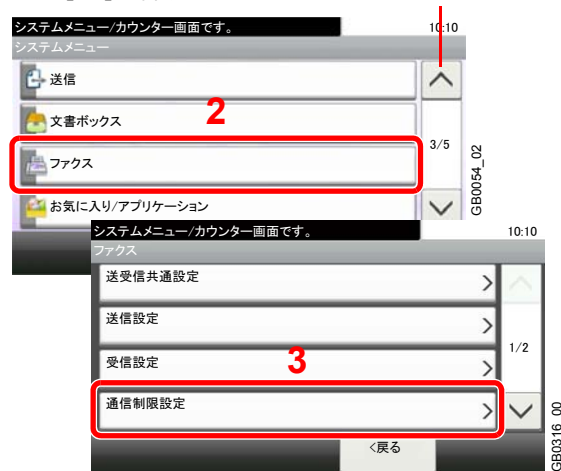 システムメニュー/カウンター画面です。
10:10
システムメニュー
送信
文書ボックス
2
3/5
ファクス
お気に入り/アプリケーション
GB0054_02
システムメニュー/カウンター画面です。
10:10
ファクス
送受信共通設定
送信設定
1/2
受信設定
3
通信制限設定
<戻る
GB0316_00